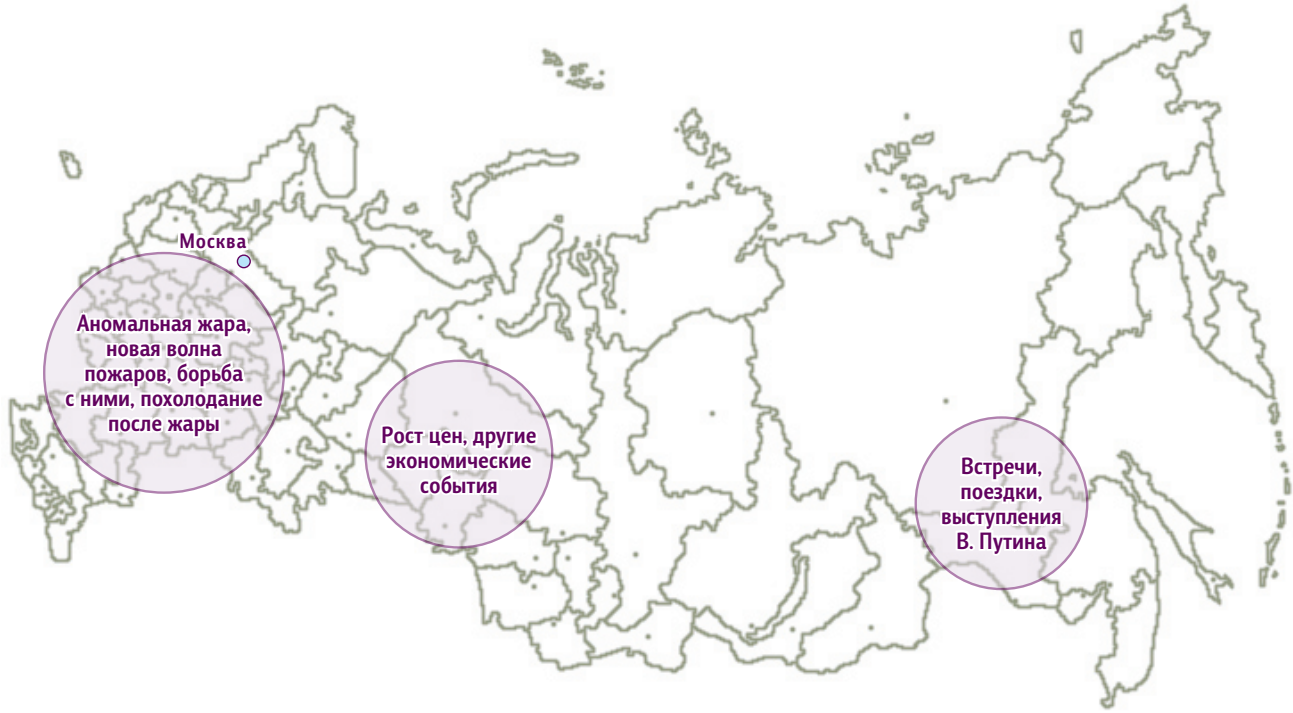 Москва
Аномальная жара,
новая волна
пожаров, борьба
с ними, похолодание
после жары
Рост цен, другие
экономические
события
Встречи,
поездки,
выступления
В. Путина